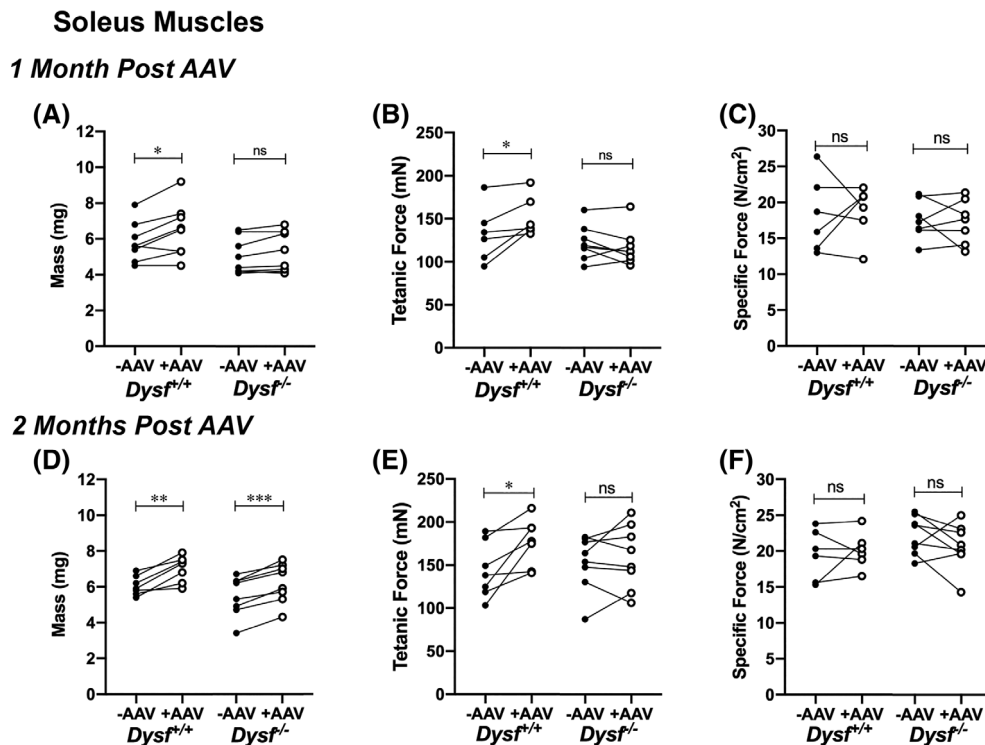 Soleus Muscles
1 Month Post AAV
(A)
Mass (mg)
12
10
8
6
4
2
0
*
ns
-AAV +AAV -AAV +AAV
Dysf+/+ Dysf-/-
(B)
Tetanic Force (mN)
250
200
150
100
50
0
*
ns
-AAV +AAV -AAV +AAV
Dysf+/+ Dysf-/-
(C)
Specific Force (N/cm²)
30
25
20
15
10
5
0
ns
ns
-AAV +AAV -AAV +AAV
Dysf+/+ Dysf-/-
2 Months Post AAV
(D)
Mass (mg)
12
10
8
6
4
2
0
**
***
-AAV +AAV -AAV +AAV
Dysf+/+ Dysf-/-
(E)
Tetanic Force (mN)
250
200
150
100
50
0
*
ns
-AAV +AAV -AAV +AAV
Dysf+/+ Dysf-/-
(F)
Specific Force (N/cm²)
30
25
20
15
10
5
0
ns
ns
-AAV +AAV -AAV +AAV
Dysf+/+ Dysf-/-